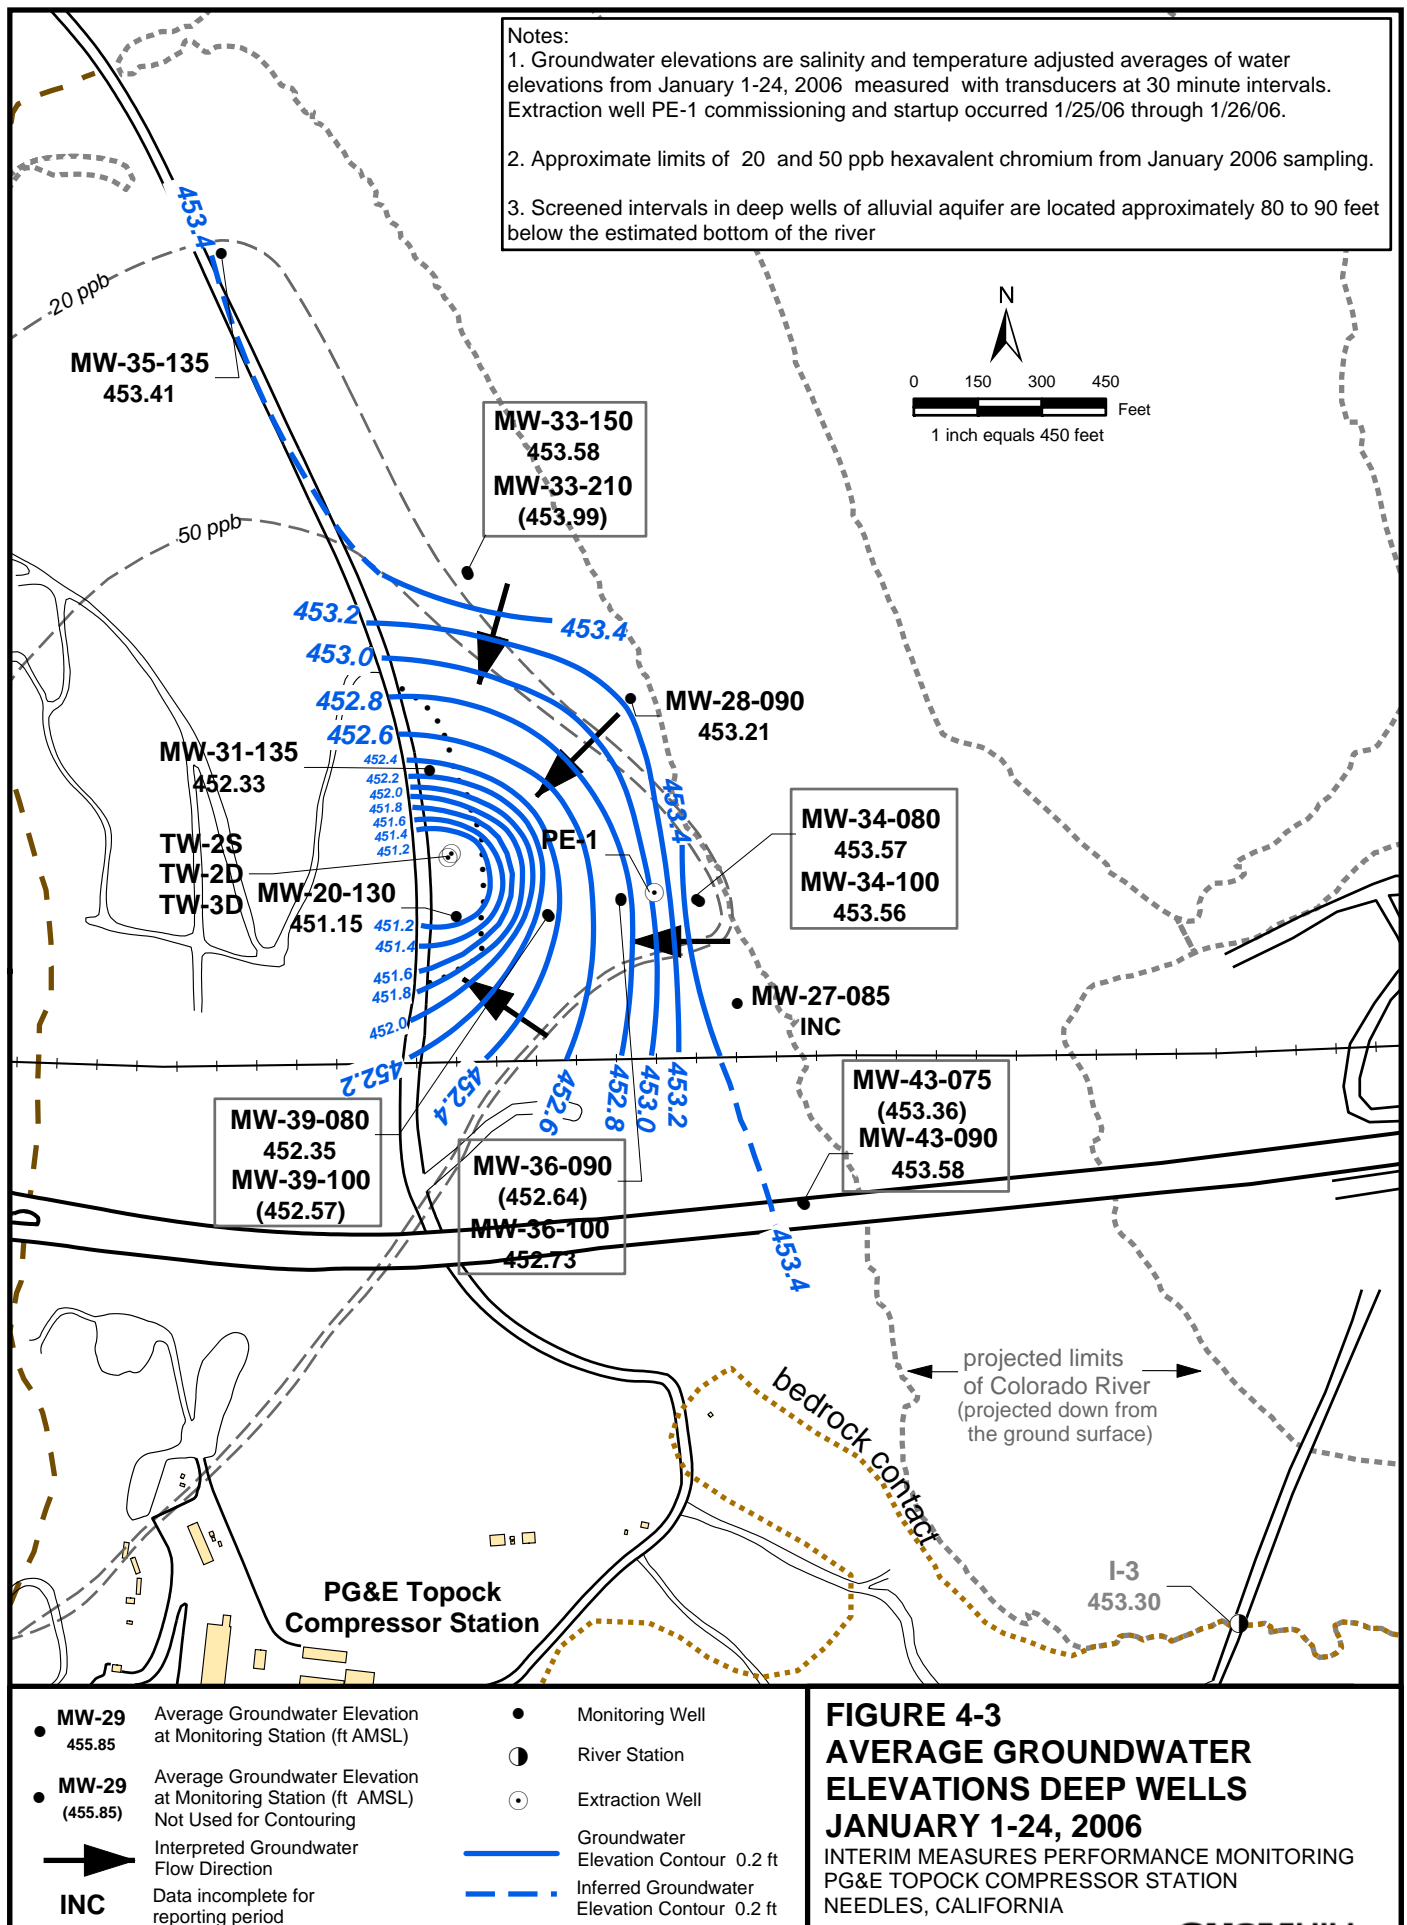 Notes:
1. Groundwater elevations are salinity and temperature adjusted averages of water
elevations from January 1-24, 2006 measured with transducers at 30 minute intervals.
Extraction well PE-1 commissioning and startup occurred 1/25/06 through 1/26/06.
2. Approximate limits of 20 and 50 ppb hexavalent chromium from January 2006 sampling.
3. Screened intervals in deep wells of alluvial aquifer are located approximately 80 to 90 feet
below the estimated bottom of the river
453.4
20 ppb
N
0 150 300 450
Feet
1 inch equals 450 feet
MW-35-135
453.41
MW-33-150
453.58
MW-33-210
(453.99)
50 ppb
453.2
453.4
453.0
452.8
452.6
MW-28-090
453.21
MW-31-135
452.33
452.4
452.2
452.0
451.8
451.6
451.4
451.2
453.4
PE-1
TW-2S
TW-2D
TW-3D
MW-20-130
451.15
MW-34-080
453.57
MW-34-100
453.56
451.2
451.4
451.6
451.8
452.0
452.2
452.4
452.6
452.8
453.0
453.2
MW-27-085
INC
MW-43-075
(453.36)
MW-43-090
453.58
MW-39-080
452.35
MW-39-100
(452.57)
MW-36-090
(452.64)
MW-36-100
452.73
453.4
projected limits
of Colorado River
(projected down from
the ground surface)
bedrock contact
I-3
453.30
PG&E Topock
Compressor Station
MW-29
455.85
Average Groundwater Elevation
at Monitoring Station (ft AMSL)
MW-29
(455.85)
Average Groundwater Elevation
at Monitoring Station (ft AMSL)
Not Used for Contouring
Interpreted Groundwater
Flow Direction
INC
Data incomplete for
reporting period
Monitoring Well
River Station
Extraction Well
Groundwater
Elevation Contour 0.2 ft
Inferred Groundwater
Elevation Contour 0.2 ft
FIGURE 4-3
AVERAGE GROUNDWATER
ELEVATIONS DEEP WELLS
JANUARY 1-24, 2006
INTERIM MEASURES PERFORMANCE MONITORING
PG&E TOPOCK COMPRESSOR STATION
NEEDLES, CALIFORNIA